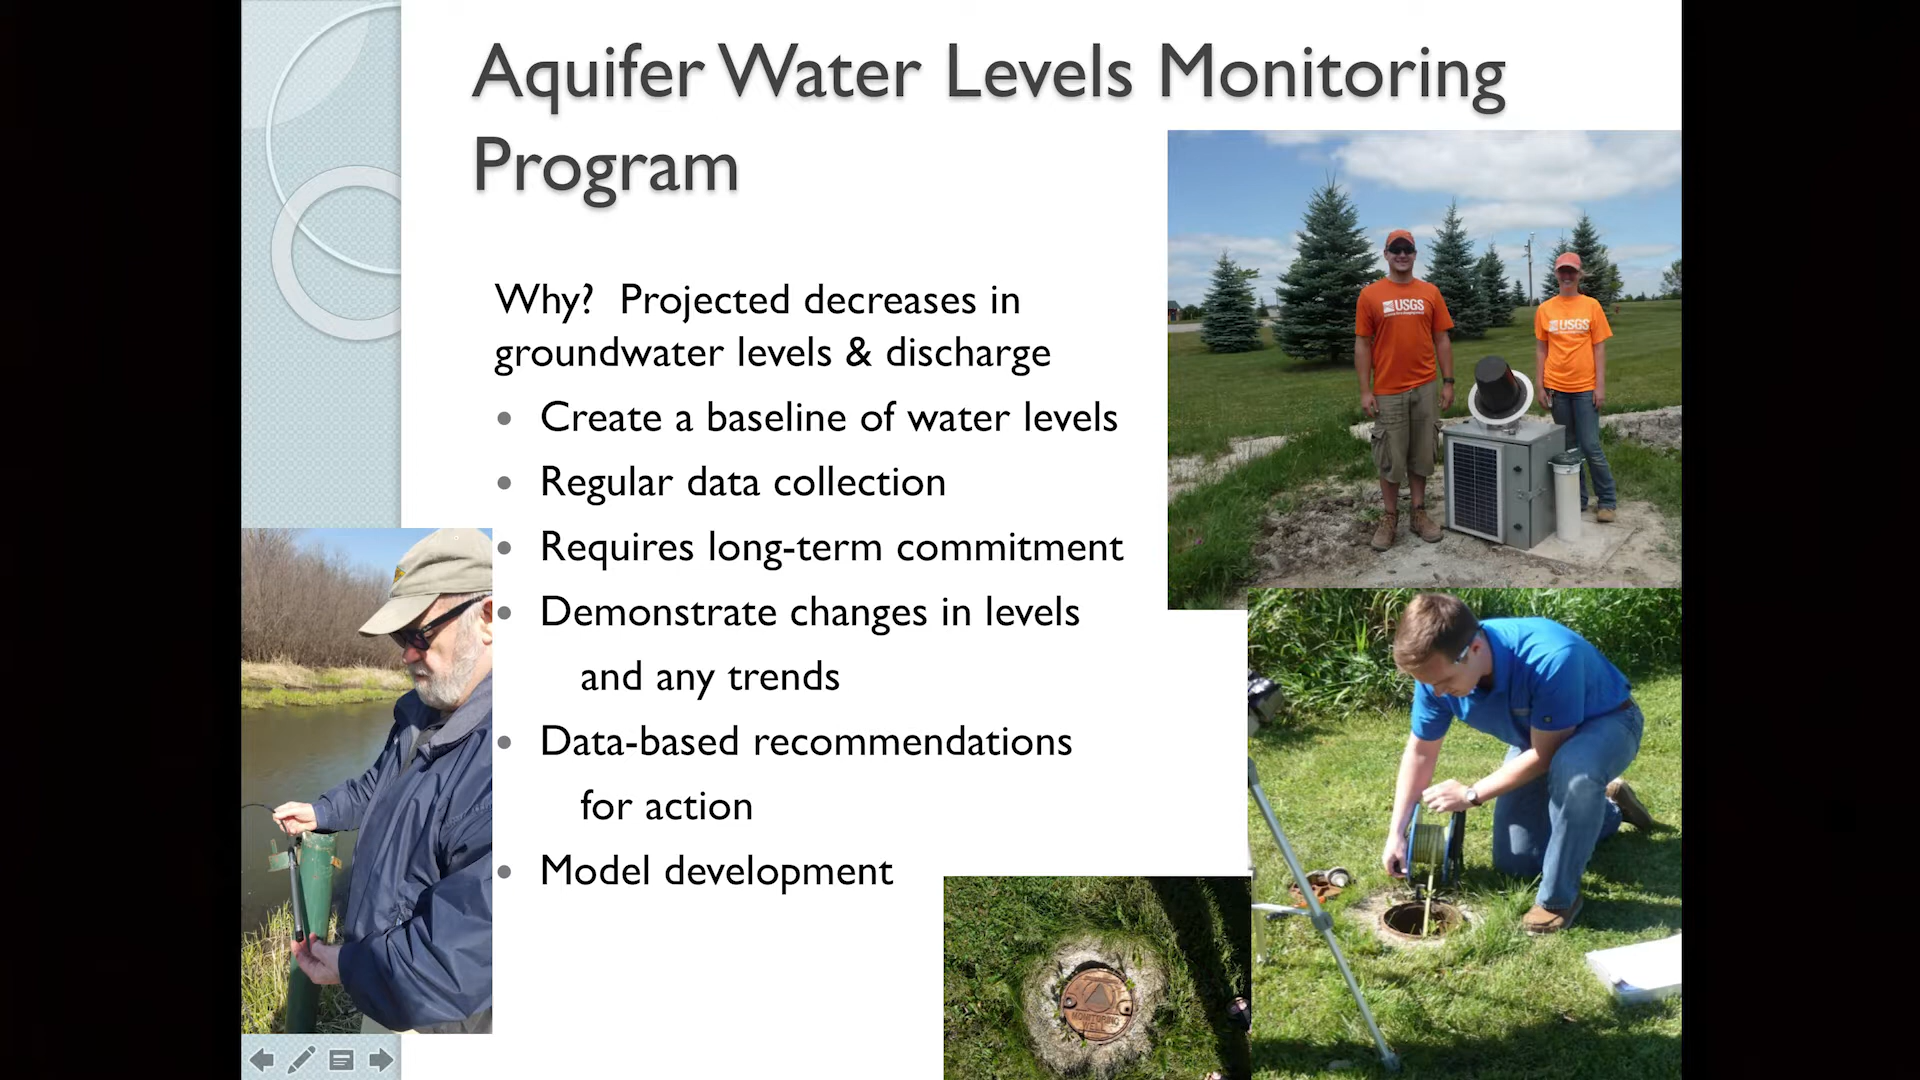 Aquifer Water Levels Monitoring
Program
Why? Projected decreases in
groundwater levels & discharge
• Create a baseline of water levels
• Regular data collection
• Requires long-term commitment
• Demonstrate changes in levels
and any trends
• Data-based recommendations
for action
• Model development
USGS
USGS
MONITORING
WELL